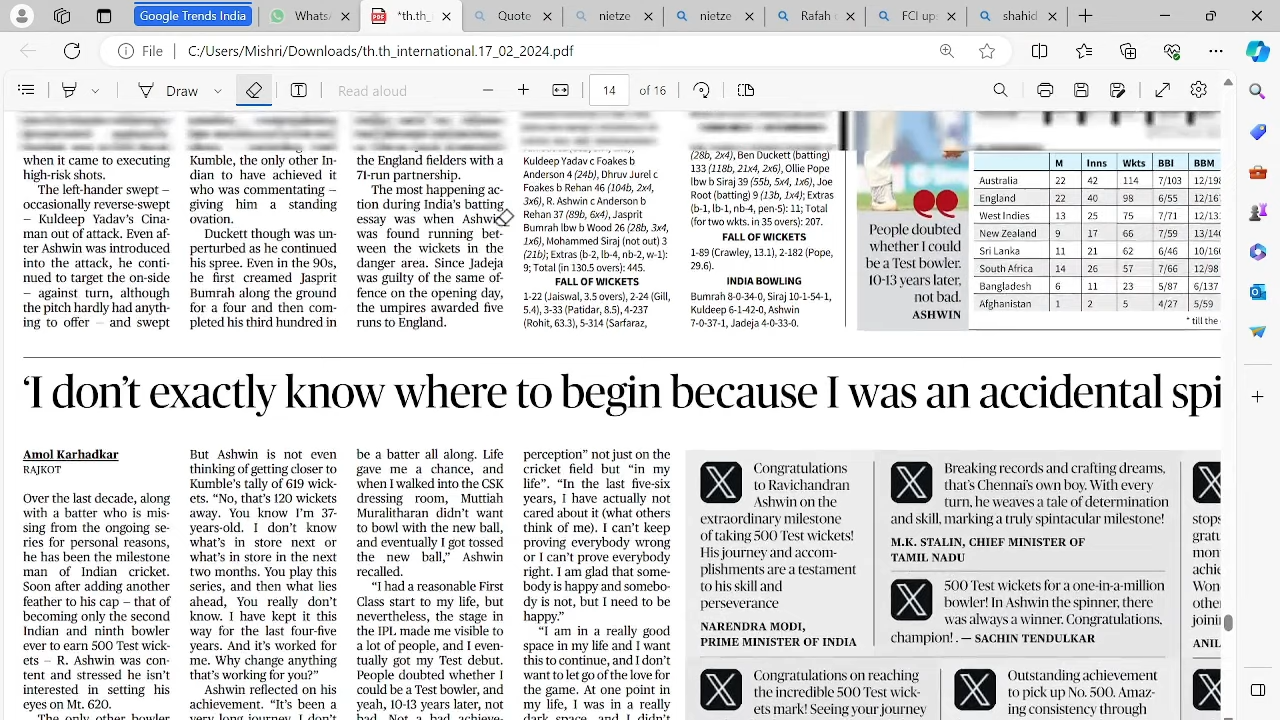 Google Trends India
Whats
*th.th_
Quote
nietze
nietze
Rafah c
FCI up
shahid
File
C:/Users/Mishri/Downloads/th.th_international.17_02_2024.pdf
Draw
Read aloud
14
of 16
when it came to executing
high-risk shots.
The left-hander swept –
occasionally reverse-swept
– Kuldeep Yadav's Cina-
man out of attack. Even af-
ter Ashwin was introduced
into the attack, he conti-
nued to target the on-side
– against turn, although
the pitch hardly had anyth-
ing to offer – and swept
Kumble, the only other In-
dian to have achieved it
who was commentating –
giving him a standing
ovation.
Duckett though was un-
perturbed as he continued
his spree. Even in the 90s,
he first creamed Jasprit
Bumrah along the ground
for a four and then com-
pleted his third hundred in
the England fielders with a
71-run partnership.
The most happening ac-
tion during India's batting
essay was when Ashwin
was found running bet-
ween the wickets in the
danger area. Since Jadeja
was guilty of the same of-
fence on the opening day,
the umpires awarded five
runs to England.
Kuldeep Yadav c Foakes b
Anderson 4 (24b), Dhruv Jurel c
Foakes b Rehan 46 (104b, 2x4,
3x6), R. Ashwin c Anderson b
Rehan 37 (89b, 6x4), Jasprit
Bumrah lbw b Wood 26 (28b, 3x4,
1x6), Mohammed Siraj (not out) 3
(21b); Extras (b-2, lb-4, nb-2, w-1):
9; Total (in 130.5 overs): 445.
FALL OF WICKETS
1-22 (Jaiswal, 3.5 overs), 2-24 (Gill,
5.4), 3-33 (Patidar, 8.5), 4-237
(Rohit, 63.3), 5-314 (Sarfaraz,
(28b, 2x4), Ben Duckett (batting)
133 (118b, 21x4, 2x6), Ollie Pope
lbw b Siraj 39 (55b, 5x4, 1x6), Joe
Root (batting) 9 (13b, 1x4); Extras
(b-1, lb-1, nb-4, pen-5): 11; Total
(for two wkts. in 35 overs): 207.
FALL OF WICKETS
1-89 (Crawley, 13.1), 2-182 (Pope,
29.6).
INDIA BOWLING
Bumrah 8-0-34-0, Siraj 10-1-54-1,
Kuldeep 6-1-42-0, Ashwin
7-0-37-1, Jadeja 4-0-33-0.
People doubted
whether I could
be a Test bowler.
10-13 years later,
not bad.
ASHWIN
M Inns Wkts BBI BBM
Australia 22 42 114 7/103 12/198
England 22 40 98 6/55 12/167
West Indies 13 25 75 7/71 12/131
New Zealand 9 17 66 7/59 13/140
Sri Lanka 11 21 62 6/46 10/160
South Africa 14 26 57 7/66 12/98
Bangladesh 6 11 23 5/87 6/137
Afghanistan 1 2 5 4/27 5/59
* till the
'I don't exactly know where to begin because I was an accidental spi
Amol Karhadkar
RAJKOT
Over the last decade, along
with a batter who is mis-
sing from the ongoing se-
ries for personal reasons,
he has been the milestone
man of Indian cricket.
Soon after adding another
feather to his cap – that of
becoming only the second
Indian and ninth bowler
ever to earn 500 Test wick-
ets – R. Ashwin was con-
tent and stressed he isn't
interested in setting his
eyes on Mt. 620.
The only other bowler
But Ashwin is not even
thinking of getting closer to
Kumble's tally of 619 wick-
ets. "No, that's 120 wickets
away. You know I'm 37-
years-old. I don't know
what's in store next or
what's in store in the next
two months. You play this
series, and then what lies
ahead, You really don't
know. I have kept it this
way for the last four-five
years. And it's worked for
me. Why change anything
that's working for you?"
Ashwin reflected on his
achievement. "It's been a
very long journey. I don't
be a batter all along. Life
gave me a chance, and
when I walked into the CSK
dressing room, Muttiah
Muralitharan didn't want
to bowl with the new ball,
and eventually I got tossed
the new ball," Ashwin
recalled.
"I had a reasonable First
Class start to my life, but
nevertheless, the stage in
the IPL made me visible to
a lot of people, and I even-
tually got my Test debut.
People doubted whether I
could be a Test bowler, and
yeah, 10-13 years later, not
bad. Not a bad achieve-
perception" not just on the
cricket field but "in my
life". "In the last five-six
years, I have actually not
cared about it (what others
think of me). I can't keep
proving everybody wrong
or I can't prove everybody
right. I am glad that some-
body is happy and somebo-
dy is not, but I need to be
happy."
"I am in a really good
space in my life and I want
this to continue, and I don't
want to let go of the love for
the game. At one point in
my life, I was in a really
dark space, and I didn't
Congratulations
to Ravichandran
Ashwin on the
extraordinary milestone
of taking 500 Test wickets!
His journey and accom-
plishments are a testament
to his skill and
perseverance
NARENDRA MODI,
PRIME MINISTER OF INDIA
Breaking records and crafting dreams,
that's Chennai's own boy. With every
turn, he weaves a tale of determination
and skill, marking a truly spintacular milestone!
M.K. STALIN, CHIEF MINISTER OF
TAMIL NADU
500 Test wickets for a one-in-a-million
bowler! In Ashwin the spinner, there
was always a winner. Congratulations,
champion! . — SACHIN TENDULKAR
Congratulations on reaching
the incredible 500 Test wick-
ets mark! Seeing your journey
Outstanding achievement
to pick up No. 500. Amaz-
ing consistency through
stops
gratu
mon
achie
Won
other
joini
ANIL